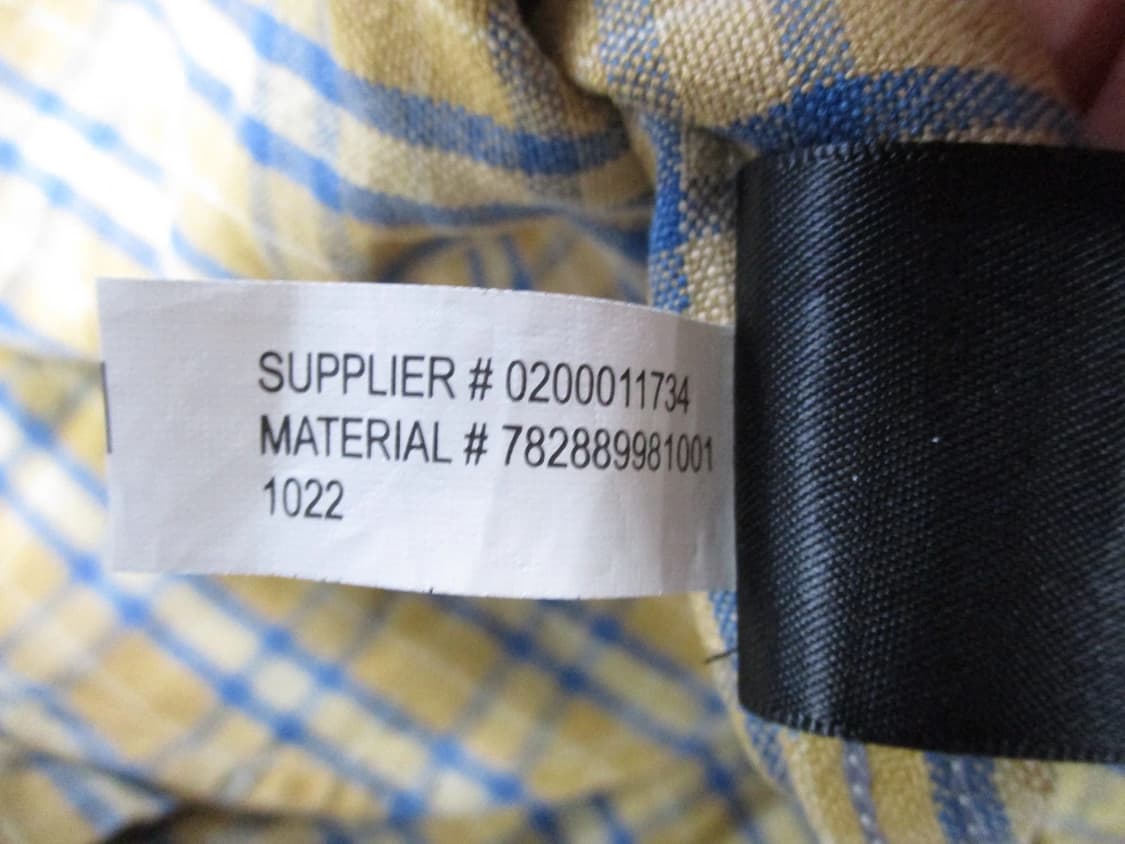 SUPPLIER # 0200011734
MATERIAL # 782889981001
1022